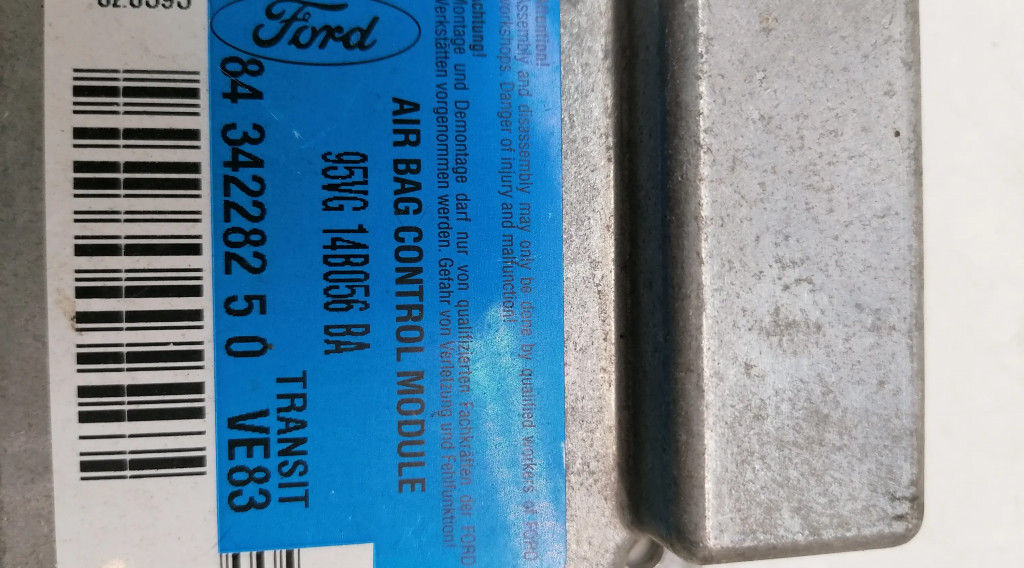 Assembly and disassembly may only be done by qualified workers of FORD
workshops. Danger of injury and malfunction!
Achtung!
Montage und Demontage darf nur von qualifizierten Fachkräften der FORD
Werkstätten vorgenommen werden. Gefahr von Verletzung und Fehlfunktion!
Ford
AIR BAG CONTROL MODULE
95VG 14B056 BA
TRANSIT
84 342282 5 0 VE83